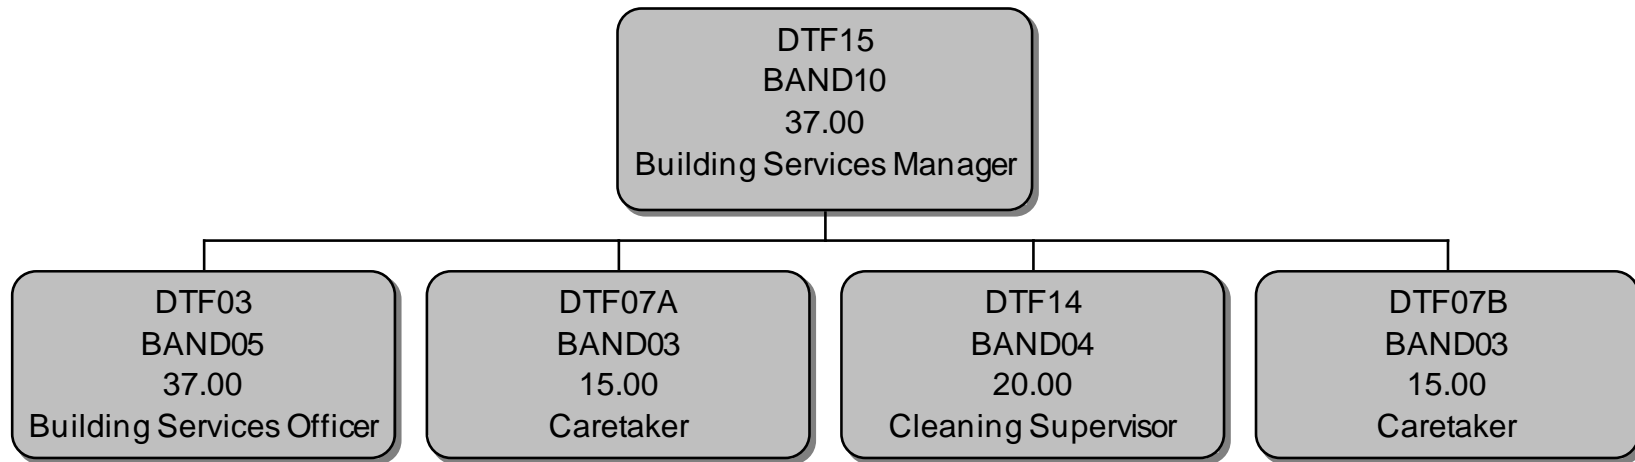 DTF15
BAND10
37.00
Building Services Manager
DTF03
BAND05
37.00
Building Services Officer
DTF07A
BAND03
15.00
Caretaker
DTF14
BAND04
20.00
Cleaning Supervisor
DTF07B
BAND03
15.00
Caretaker